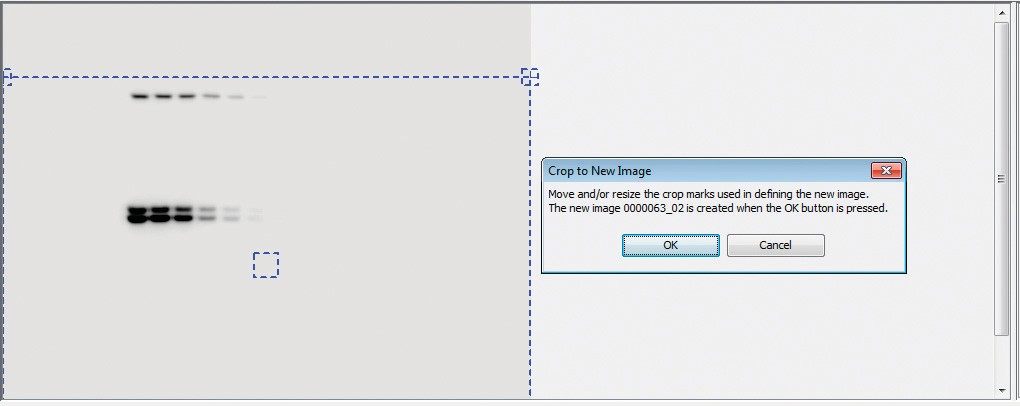 Crop to New Image
Move and/or resize the crop marks used in defining the new image.
The new image 0000063_02 is created when the OK button is pressed.
OK
Cancel